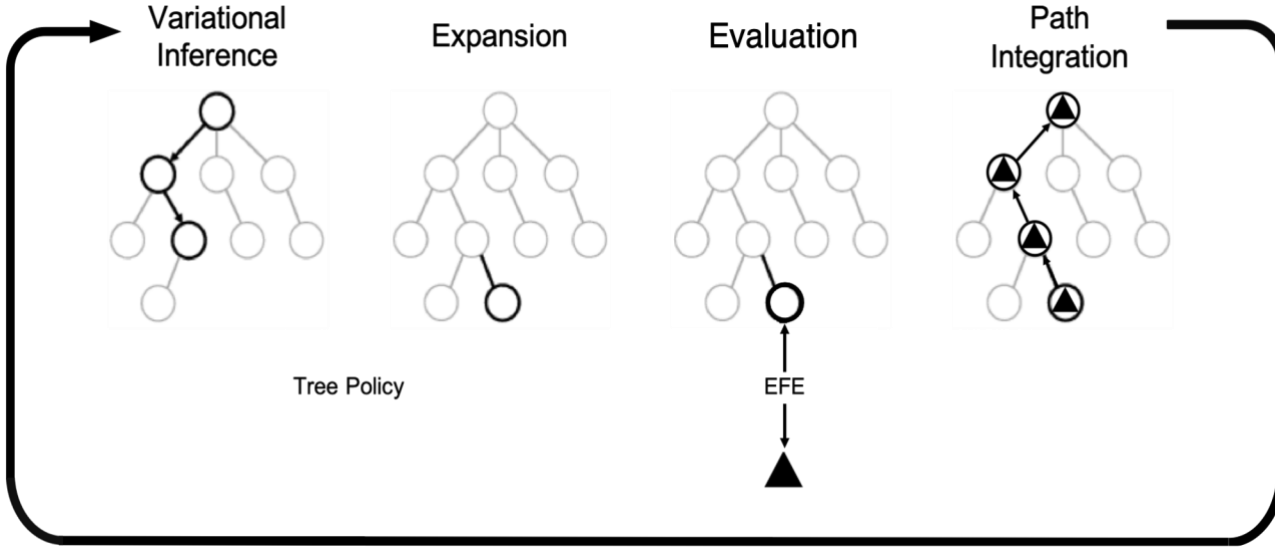 Variational
Inference
Expansion
Evaluation
Path
Integration
Tree Policy
EFE